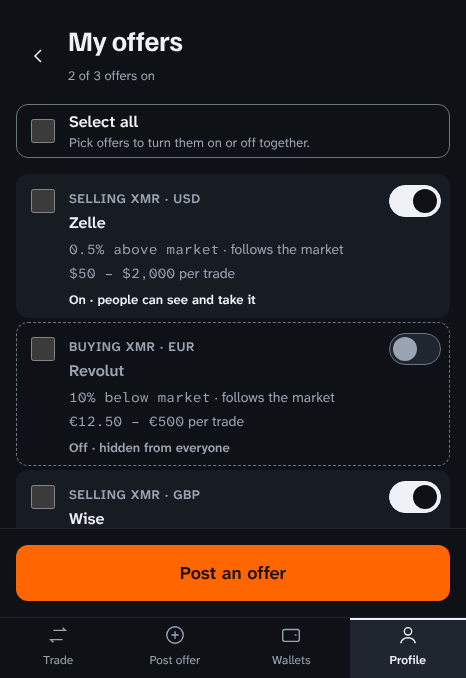 My offers
2 of 3 offers on
Select all
Pick offers to turn them on or off together.
SELLING XMR · USD
Zelle
0.5% above market · follows the market
$50 – $2,000 per trade
On · people can see and take it
BUYING XMR · EUR
Revolut
10% below market · follows the market
€12.50 – €500 per trade
Off · hidden from everyone
SELLING XMR · GBP
Wise
Post an offer
Trade
Post offer
Wallets
Profile